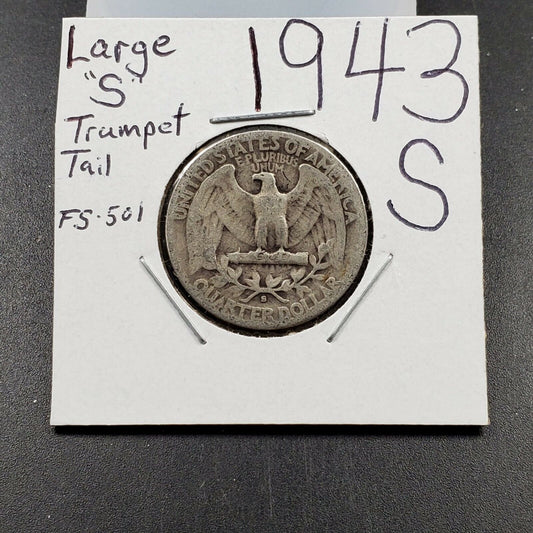 Large
"S"
Trumpet
Tail
FS-501
1943
S
UNITED STATES OF AMERICA
E PLURIBUS
UNUM
S
QUARTER DOLLAR